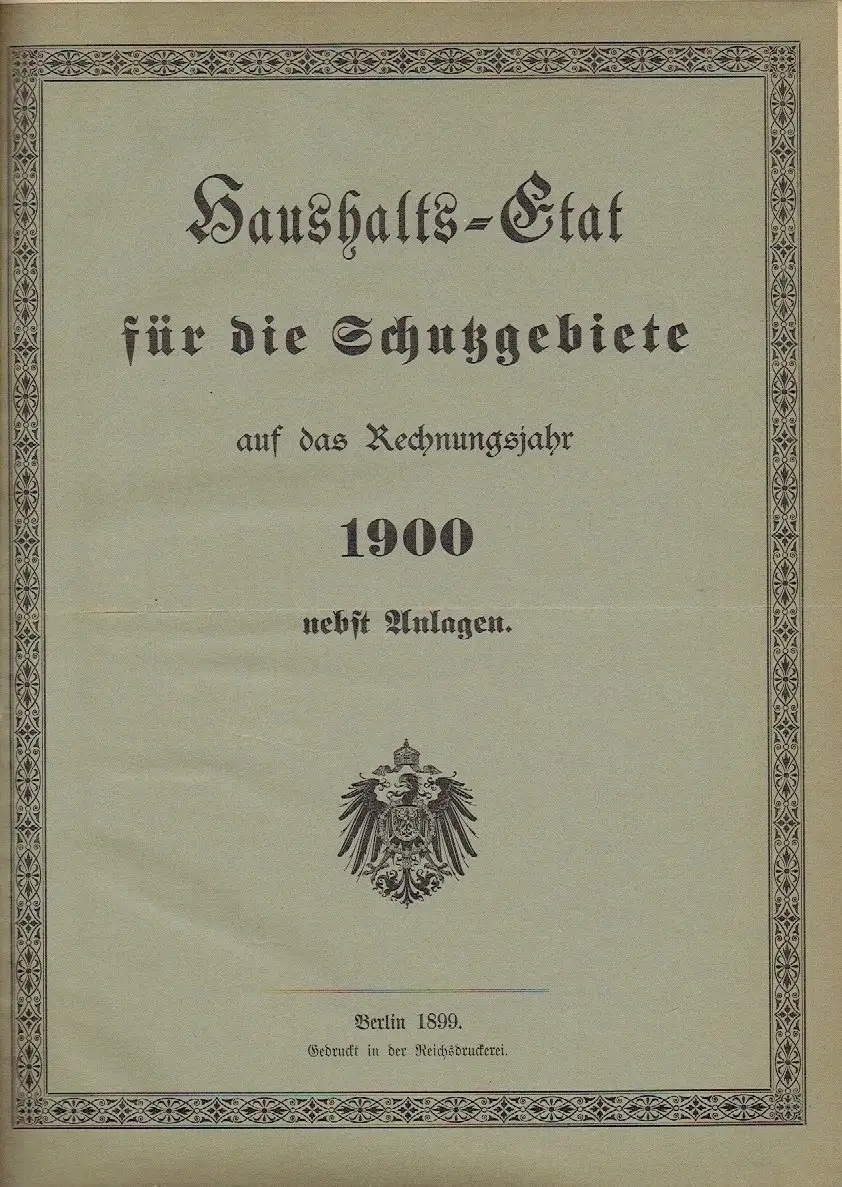 Haushalts-Etat
für die Schutzgebiete
auf das Rechnungsjahr
1900
nebst Anlagen.
Berlin 1899.
Gedruckt in der Reichsdruckerei.